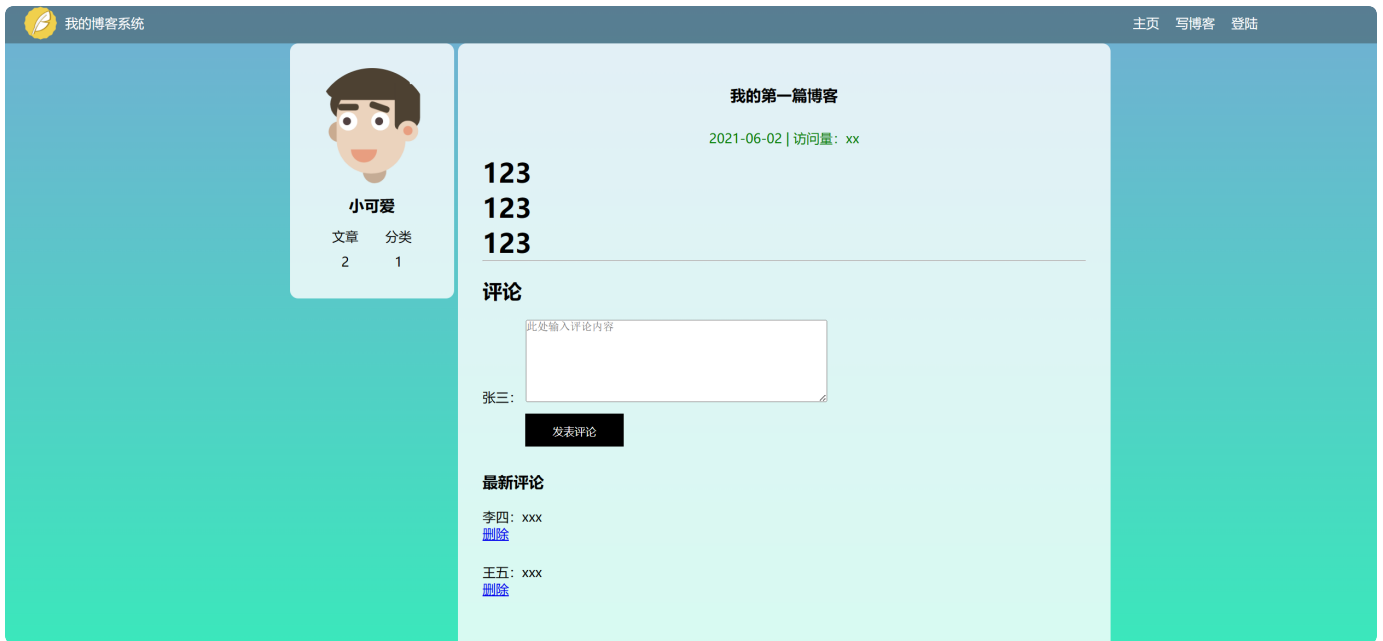 我的博客系统 主页 写博客 登陆
小可爱
文章 分类
2 1
我的第一篇博客
2021-06-02 | 访问量：xx
123
123
123
评论
此处输入评论内容
张三：
发表评论
最新评论
李四：xxx
删除
王五：xxx
删除